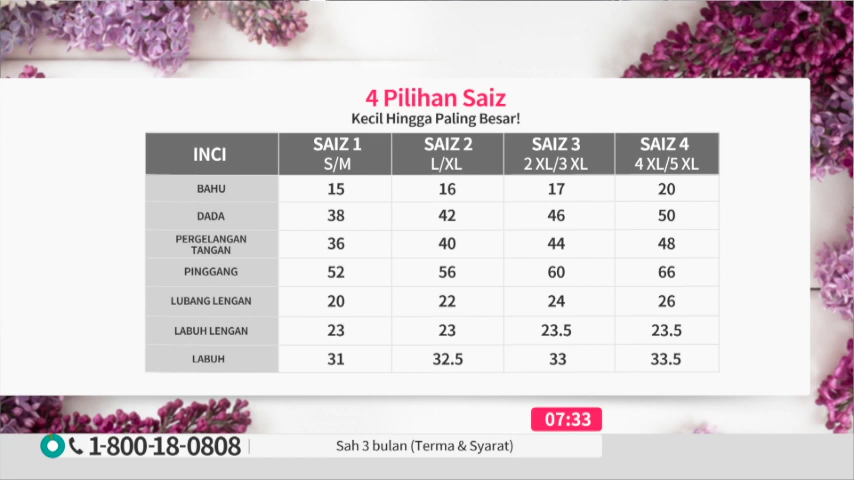 4 Pilihan Saiz
Kecil Hingga Paling Besar!
INCI SAIZ 1 S/M SAIZ 2 L/XL SAIZ 3 2 XL/3 XL SAIZ 4 4 XL/5 XL
BAHU 15 16 17 20
DADA 38 42 46 50
PERGELANGAN TANGAN 36 40 44 48
PINGGANG 52 56 60 66
LUBANG LENGAN 20 22 24 26
LABUH LENGAN 23 23 23.5 23.5
LABUH 31 32.5 33 33.5
07:33
1-800-18-0808 Sah 3 bulan (Terma & Syarat)